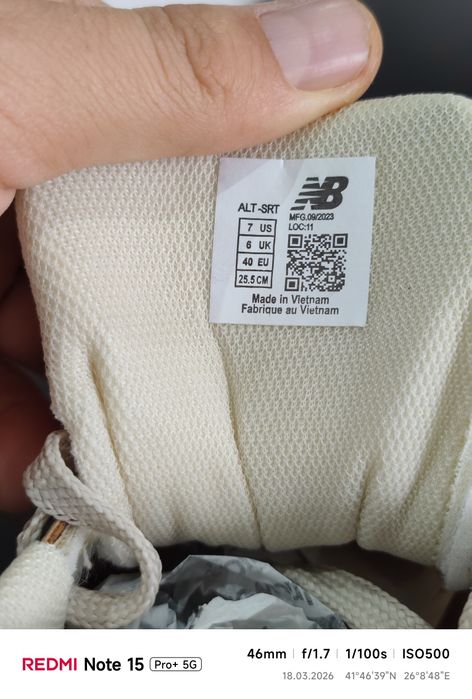 NB
ALT-SRT
MFG.09/2023
LOC:11
7 US
6 UK
40 EU
25.5 CM
Made in Vietnam
Fabrique au Vietnam
REDMI Note 15 Pro+ 5G
46mm f/1.7 1/100s ISO500
18.03.2026 41°46'39"N 26°8'48"E